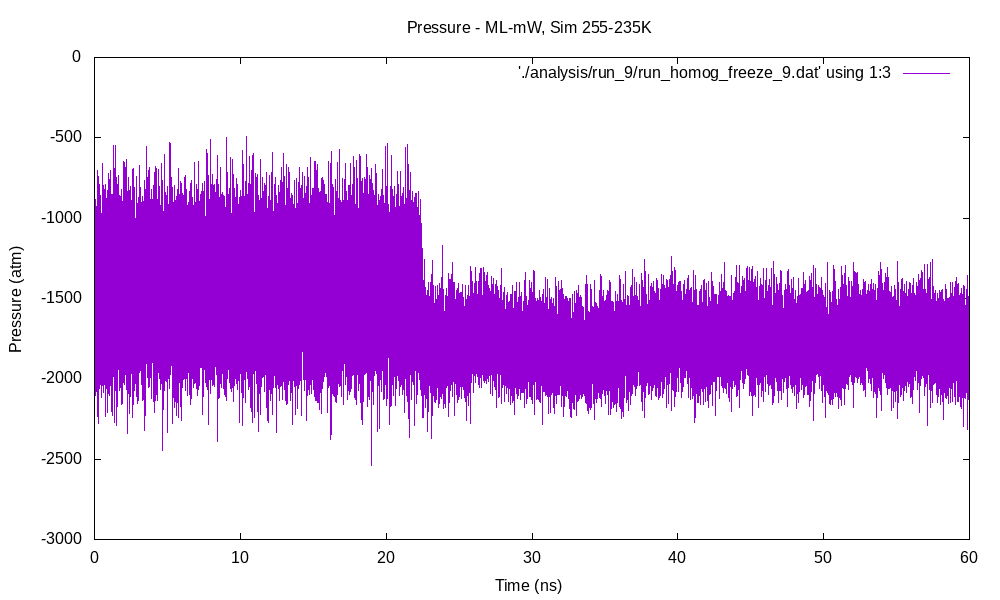 Pressure - ML-mW, Sim 255-235K
'./analysis/run_9/run_homog_freeze_9.dat' using 1:3
0
-500
-1000
-1500
-2000
-2500
-3000
Pressure (atm)
0 10 20 30 40 50 60
Time (ns)